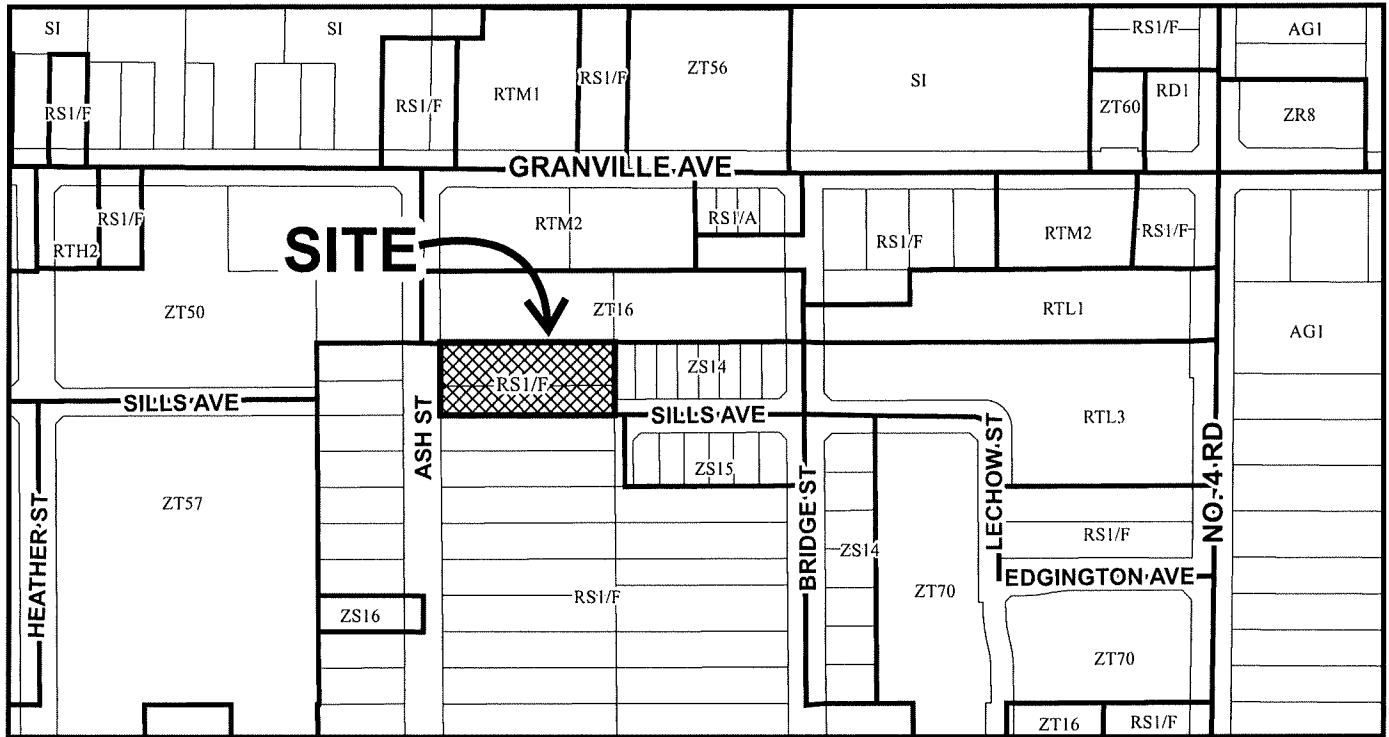 SI
SI
RS1/F
RS1/F
RTM1
RS1/F
ZT56
SI
RS1/F
ZT60
RD1
AG1
ZR8
GRANVILLE AVE
RTH2
RS1/F
RTM2
RS1/A
RS1/F
RTM2
RS1/F
SITE
ZT50
ZT16
RTL1
AG1
RS1/F
ZS14
SILLS AVE
SILLS AVE
RTL3
ASH ST
ZS15
BRIDGE ST
LECHOW ST
NO. 4 RD
HEATHER ST
ZT57
ZS14
RS1/F
EDGINGTON AVE
ZS16
RS1/F
ZT70
ZT70
ZT16
RS1/F